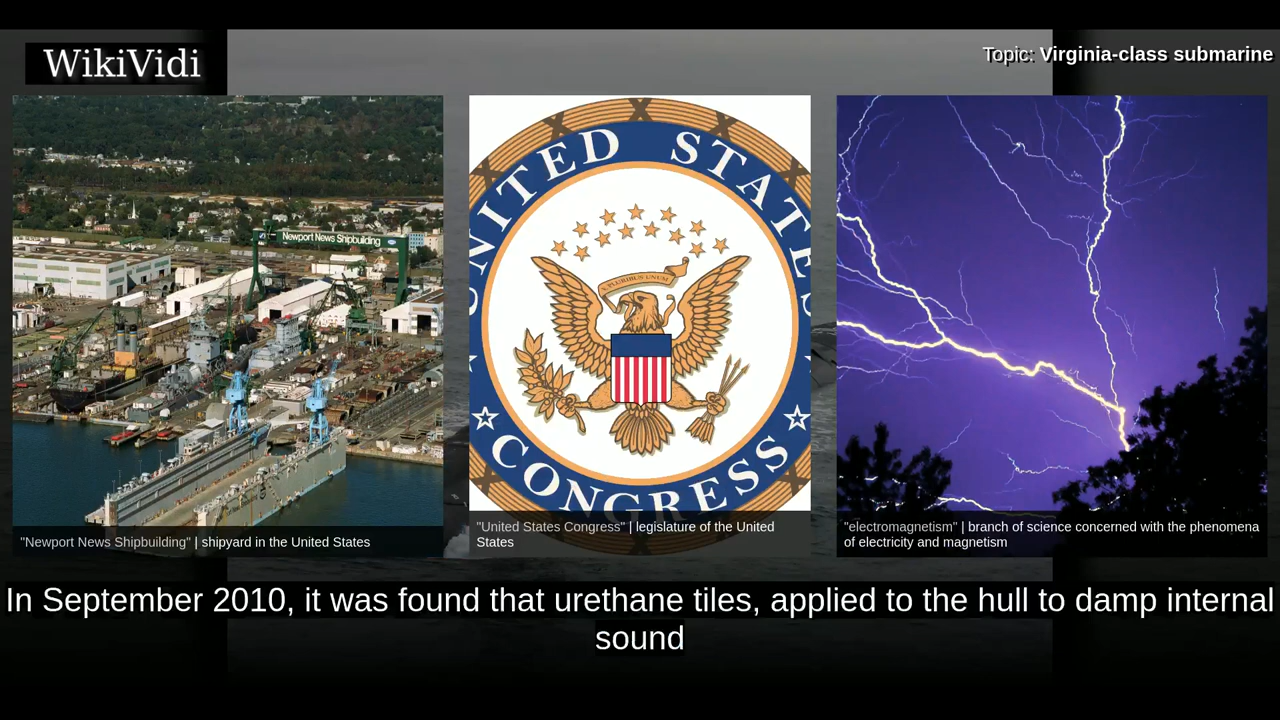 WikiVidi
Topic: Virginia-class submarine
Newport News Shipbuilding
"Newport News Shipbuilding" | shipyard in the United States
UNITED STATES
E PLURIBUS UNUM
CONGRESS
"United States Congress" | legislature of the United
States
"electromagnetism" | branch of science concerned with the phenomena
of electricity and magnetism
In September 2010, it was found that urethane tiles, applied to the hull to damp internal
sound